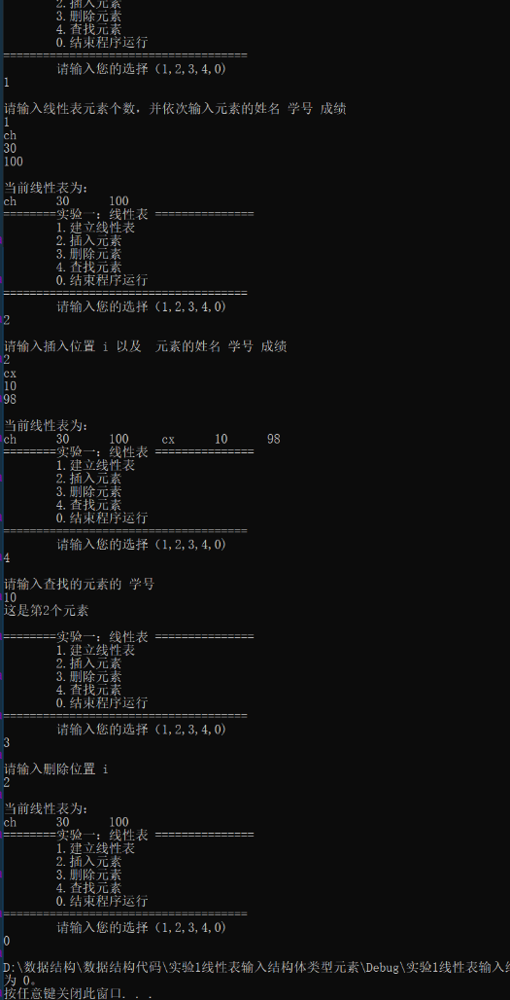 2.插入元素
3.删除元素
4.查找元素
0.结束程序运行
=====================================
请输入您的选择（1,2,3,4,0)
1
请输入线性表元素个数，并依次输入元素的姓名 学号 成绩
1
ch
30
100
当前线性表为:
ch 30 100
========实验一：线性表 ===============
1.建立线性表
2.插入元素
3.删除元素
4.查找元素
0.结束程序运行
=====================================
请输入您的选择（1,2,3,4,0)
2
请输入插入位置 i 以及 元素的姓名 学号 成绩
2
cx
10
98
当前线性表为:
ch 30 100 cx 10 98
========实验一：线性表 ===============
1.建立线性表
2.插入元素
3.删除元素
4.查找元素
0.结束程序运行
=====================================
请输入您的选择（1,2,3,4,0)
4
请输入查找的元素的 学号
10
这是第2个元素
========实验一：线性表 ===============
1.建立线性表
2.插入元素
3.删除元素
4.查找元素
0.结束程序运行
=====================================
请输入您的选择（1,2,3,4,0)
3
请输入删除位置 i
2
当前线性表为:
ch 30 100
========实验一：线性表 ===============
1.建立线性表
2.插入元素
3.删除元素
4.查找元素
0.结束程序运行
=====================================
请输入您的选择（1,2,3,4,0)
0
D:\数据结构\数据结构代码\实验1线性表输入结构体类型元素\Debug\实验1线性表输入
为 0。
按任意键关闭此窗口. . .